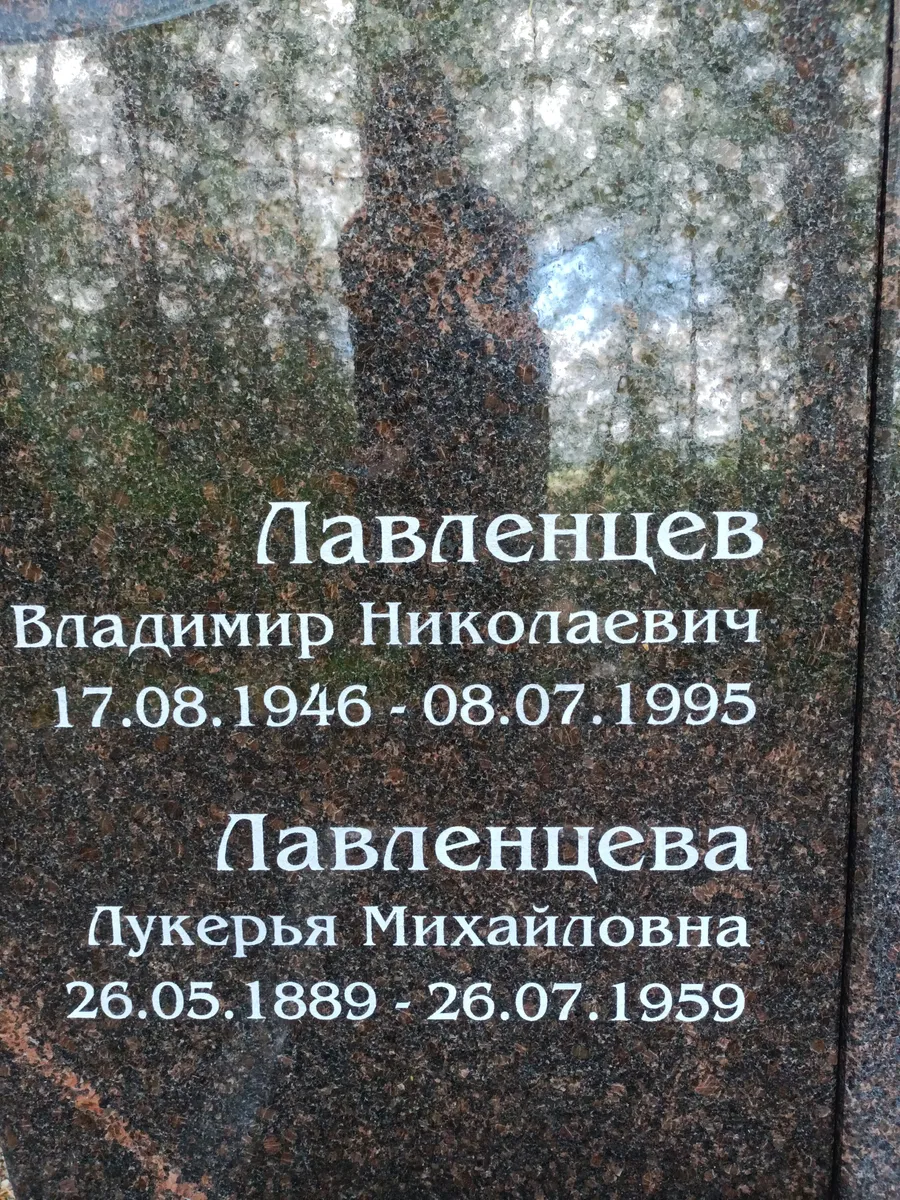 Лавленцев
Владимир Николаевич
17.08.1946 - 08.07.1995
Лавленцева
Лукерья Михайловна
26.05.1889 - 26.07.1959